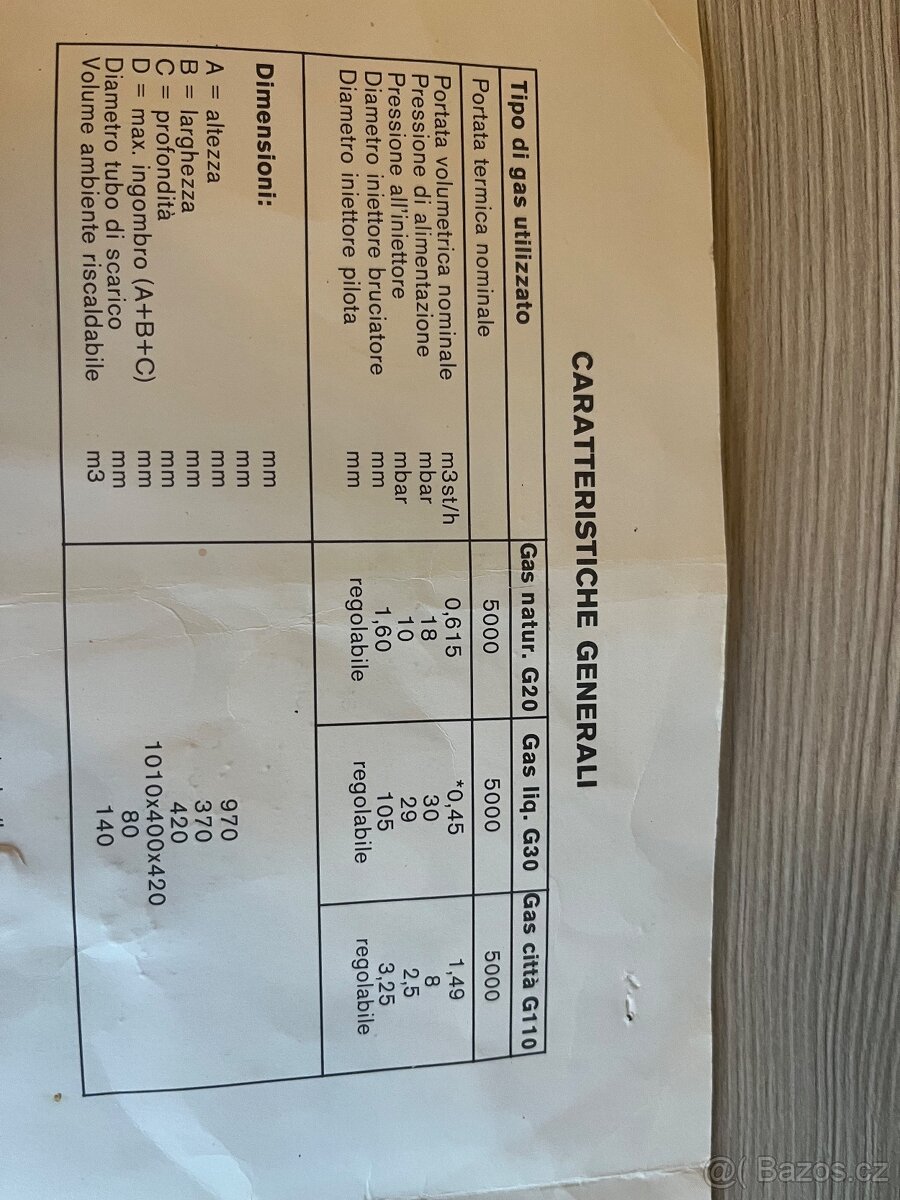 CARATTERISTICHE GENERALI
Tipo di gas utilizzato Gas natur. G20 Gas liq. G30 Gas città G110
Portata termica nominale 5000 5000 5000
Portata volumetrica nominale m3st/h 0,615 *0,45 1,49
Pressione di alimentazione mbar 18 30 8
Pressione all'iniettore mbar 10 29 2,5
Diametro iniettore bruciatore mm 1,60 105 3,25
Diametro iniettore pilota mm regolabile regolabile regolabile
Dimensioni: mm
mm
A = altezza mm 970
B = larghezza mm 370
C = profondità mm 420
D = max. ingombro (A+B+C) mm 1010x400x420
Diametro tubo di scarico mm 80
Volume ambiente riscaldabile m3 140
@( Bazos.cz